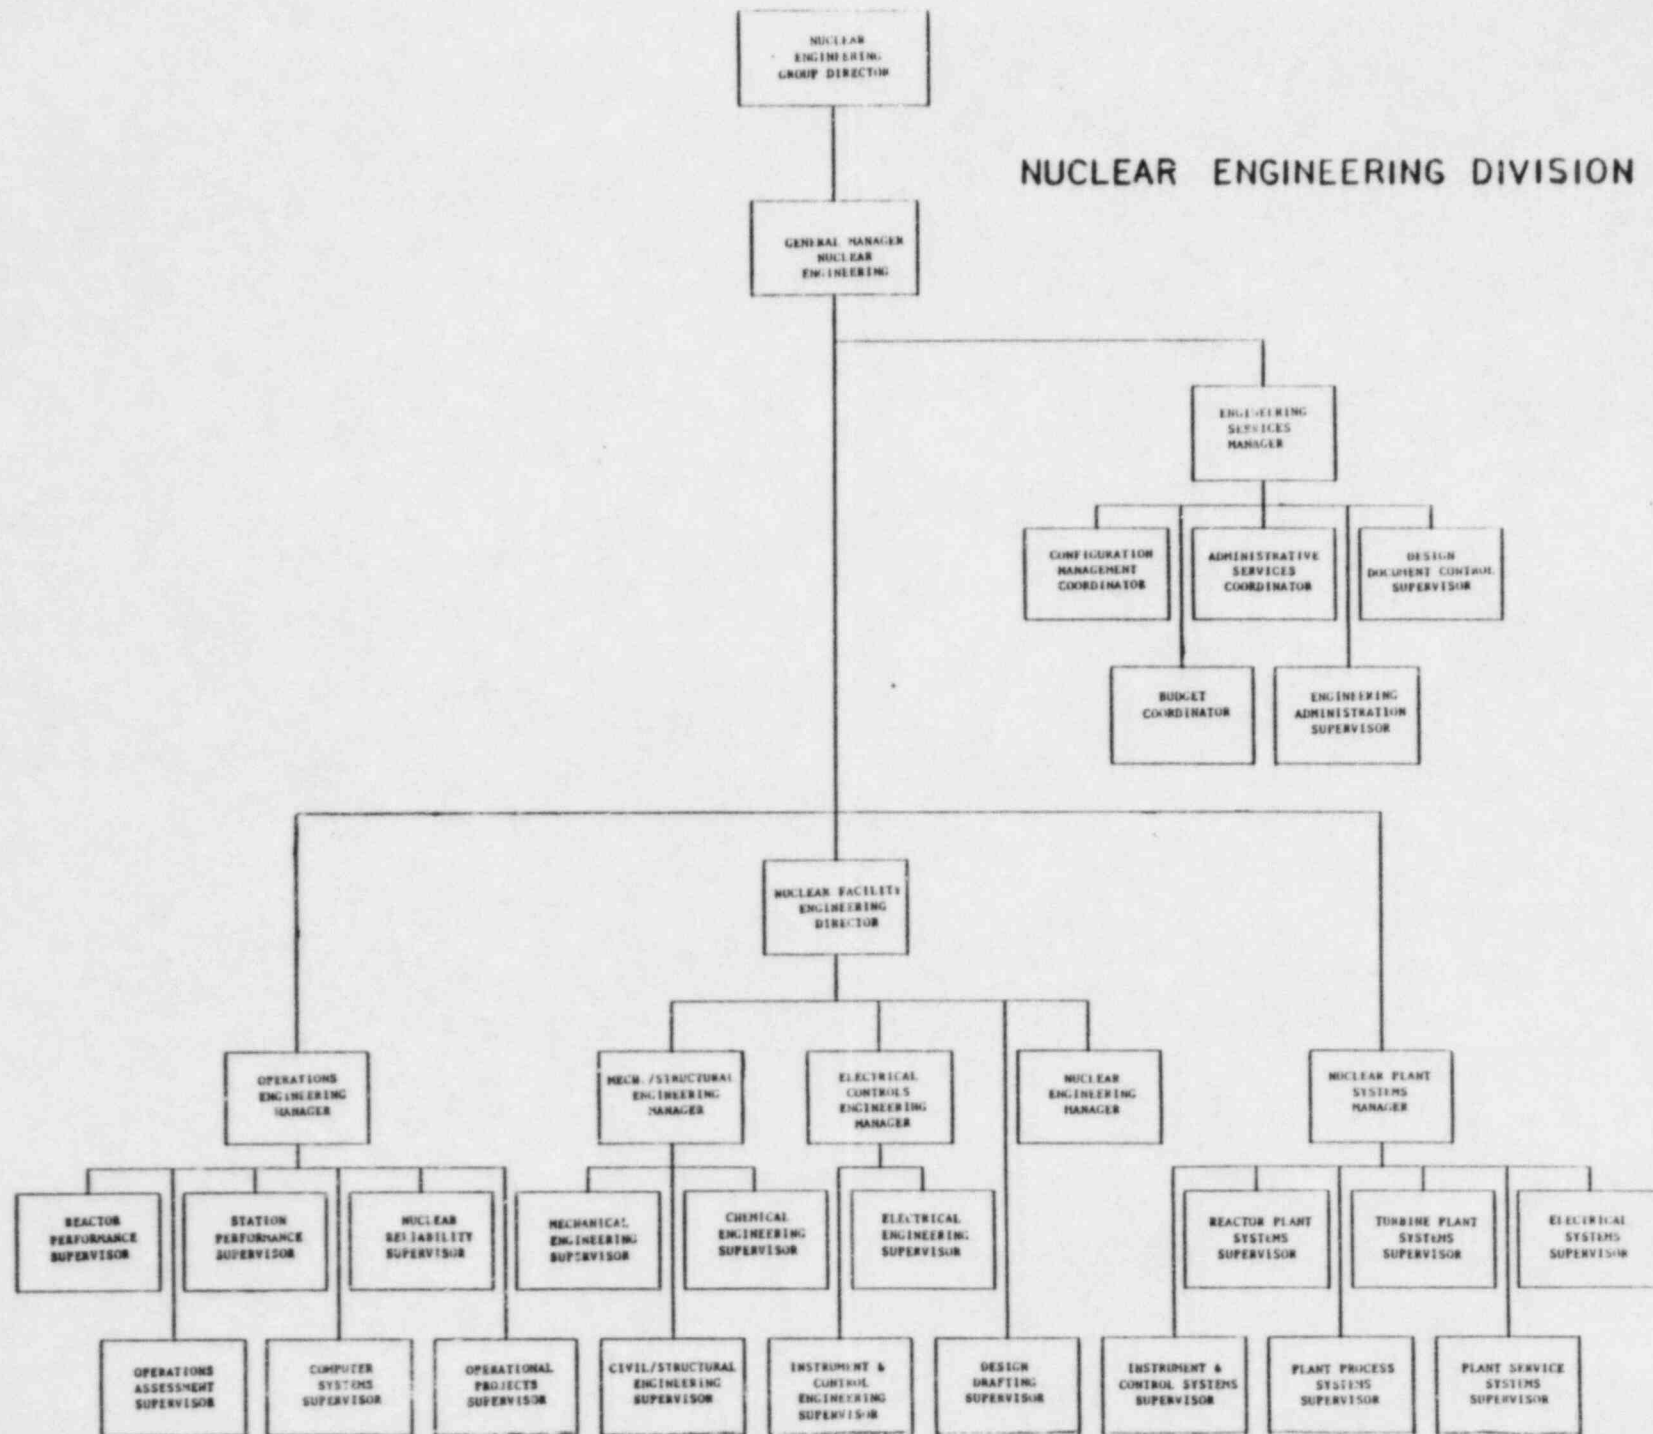 NUCLEAR
ENGINEERING
GROUP DIRECTOR
NUCLEAR ENGINEERING DIVISION
GENERAL MANAGER
NUCLEAR
ENGINEERING
ENGINEERING
SERVICES
MANAGER
CONFIGURATION
MANAGEMENT
COORDINATOR
ADMINISTRATIVE
SERVICES
COORDINATOR
DESIGN
DOCUMENT CONTROL
SUPERVISOR
BUDGET
COORDINATOR
ENGINEERING
ADMINISTRATION
SUPERVISOR
NUCLEAR FACILITY
ENGINEERING
DIRECTOR
OPERATIONS
ENGINEERING
MANAGER
MECH./STRUCTURAL
ENGINEERING
MANAGER
ELECTRICAL
CONTROLS
ENGINEERING
MANAGER
NUCLEAR
ENGINEERING
MANAGER
NUCLEAR PLANT
SYSTEMS
MANAGER
REACTOR
PERFORMANCE
SUPERVISOR
STATION
PERFORMANCE
SUPERVISOR
NUCLEAR
RELIABILITY
SUPERVISOR
MECHANICAL
ENGINEERING
SUPERVISOR
CHEMICAL
ENGINEERING
SUPERVISOR
ELECTRICAL
ENGINEERING
SUPERVISOR
REACTOR PLANT
SYSTEMS
SUPERVISOR
TURBINE PLANT
SYSTEMS
SUPERVISOR
ELECTRICAL
SYSTEMS
SUPERVISOR
OPERATIONS
ASSESSMENT
SUPERVISOR
COMPUTER
SYSTEMS
SUPERVISOR
OPERATIONAL
PROJECTS
SUPERVISOR
CIVIL/STRUCTURAL
ENGINEERING
SUPERVISOR
INSTRUMENT &
CONTROL
ENGINEERING
SUPERVISOR
DESIGN
DRAFTING
SUPERVISOR
INSTRUMENT &
CONTROL SYSTEMS
SUPERVISOR
PLANT PROCESS
SYSTEMS
SUPERVISOR
PLANT SERVICE
SYSTEMS
SUPERVISOR